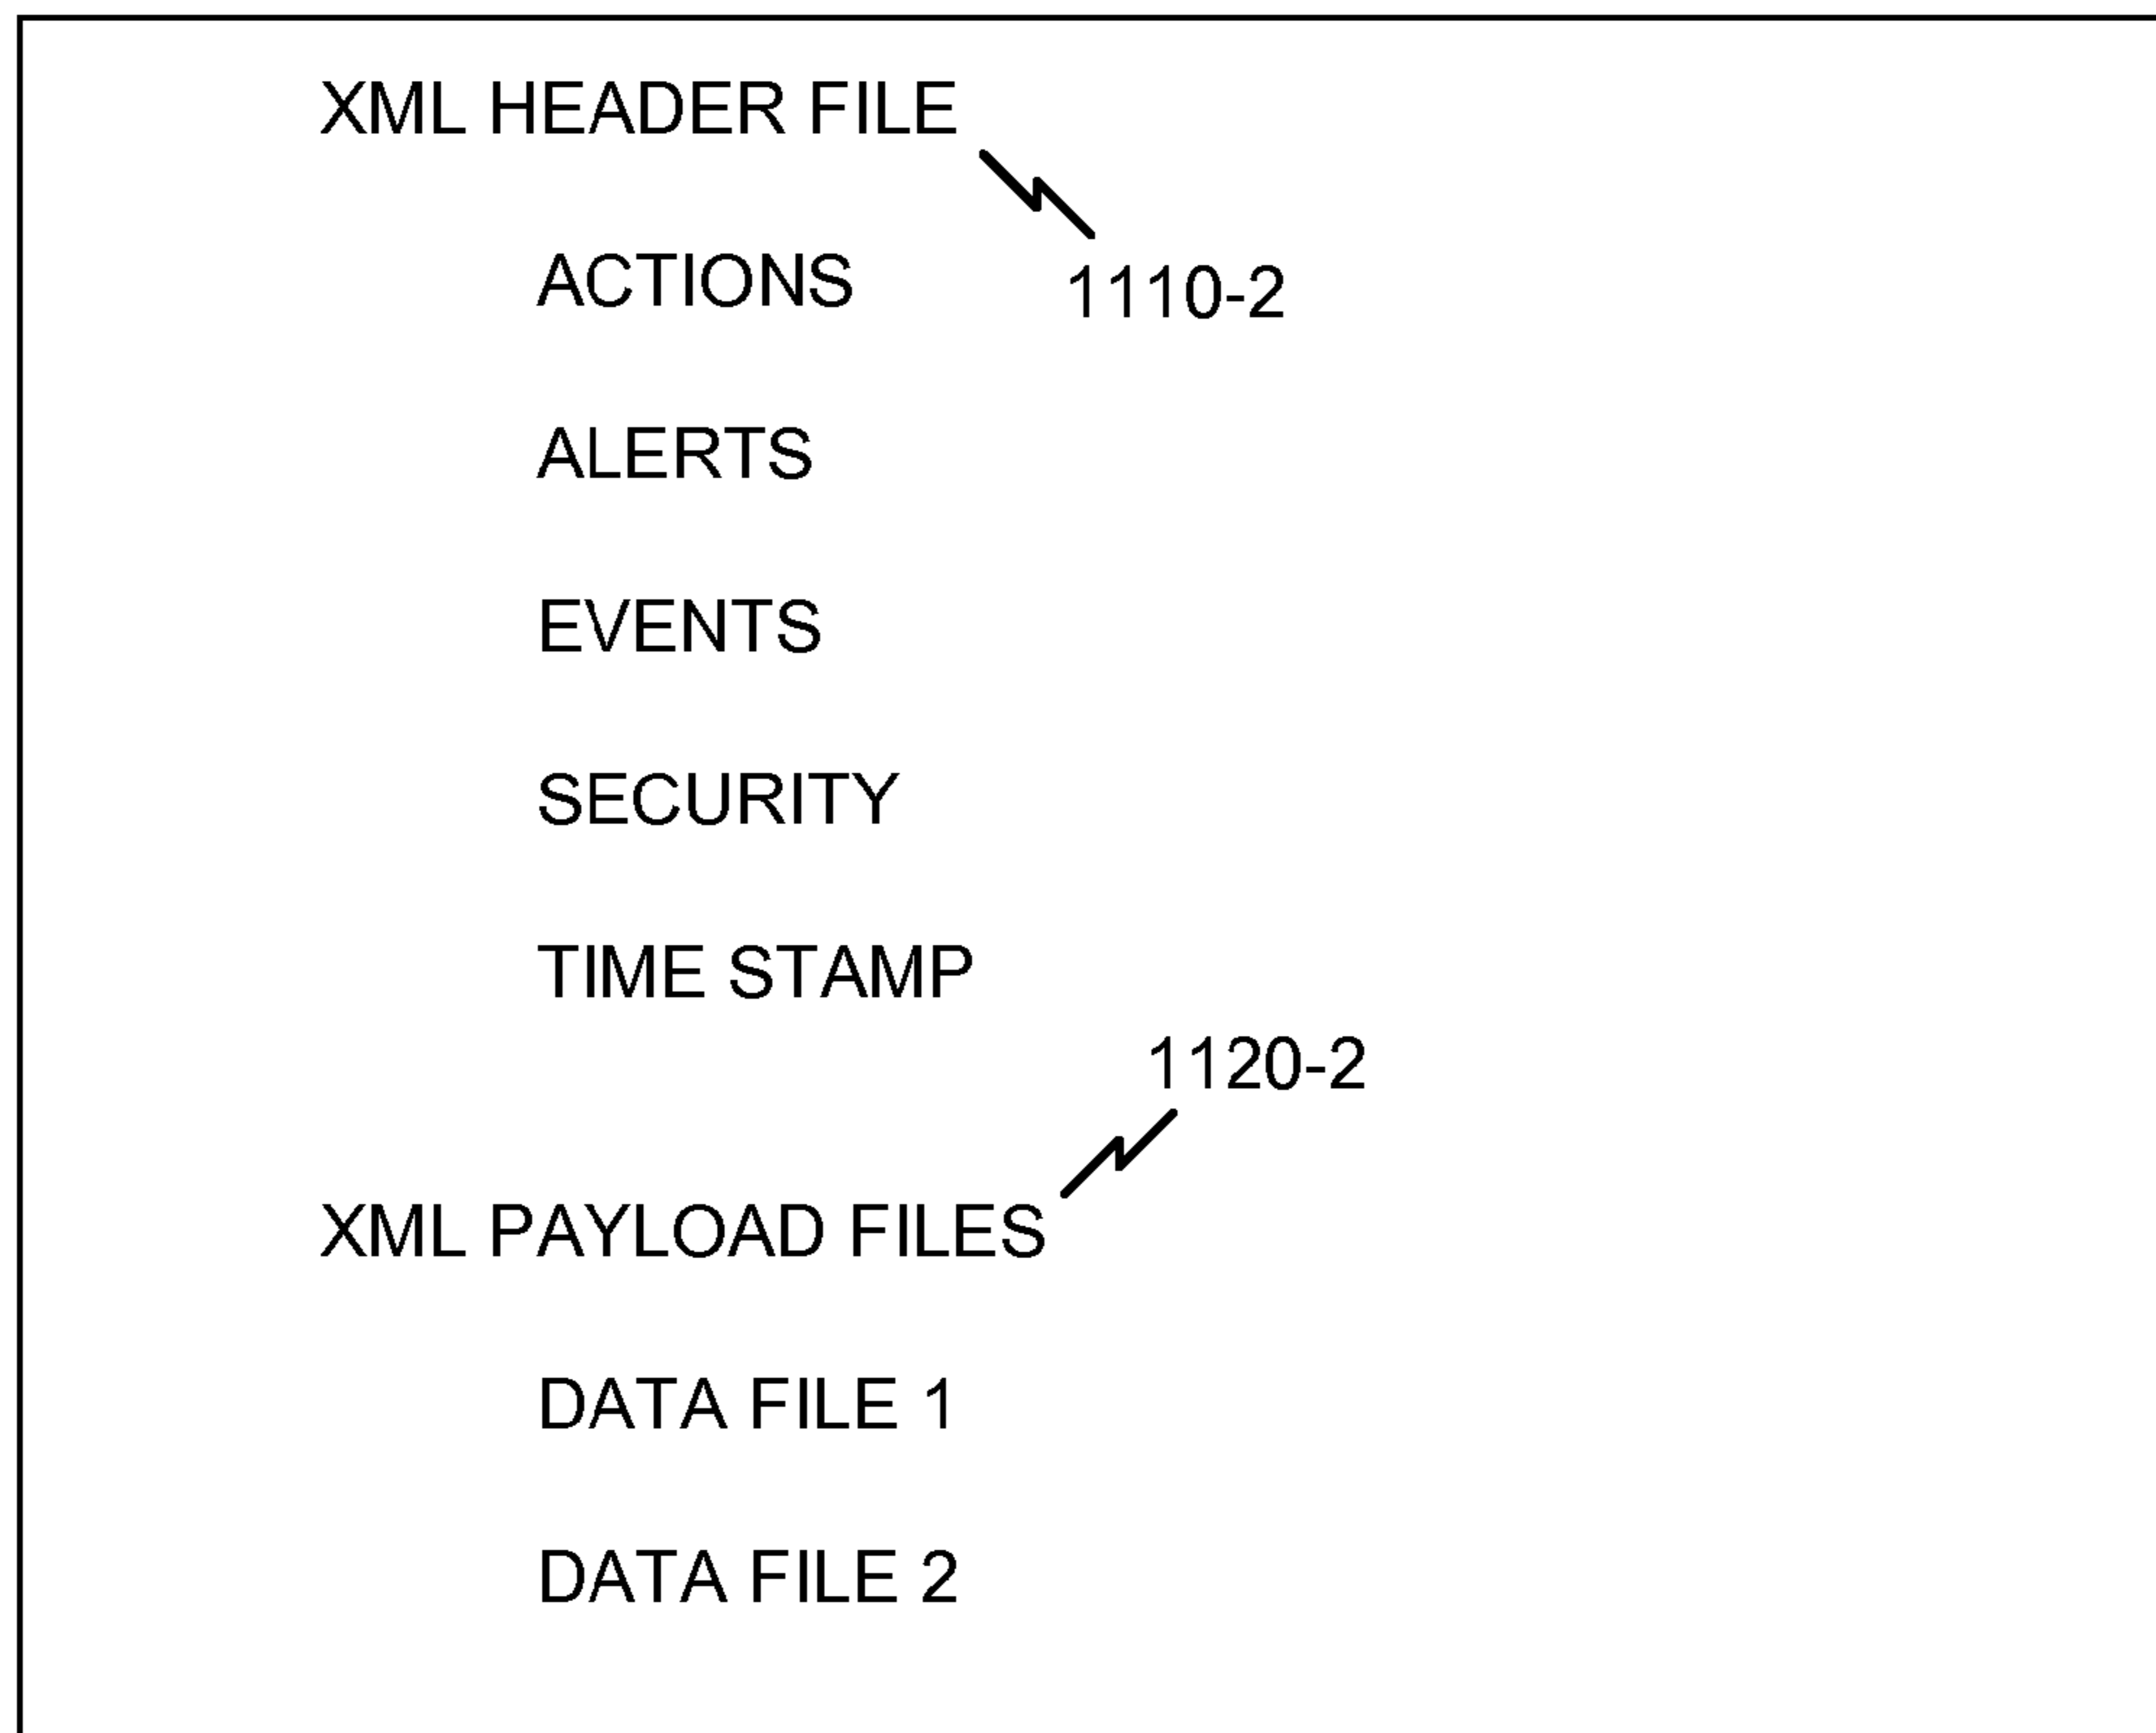 XML HEADER FILE
ACTIONS
1110-2
ALERTS
EVENTS
SECURITY
TIME STAMP
1120-2
XML PAYLOAD FILES
DATA FILE 1
DATA FILE 2